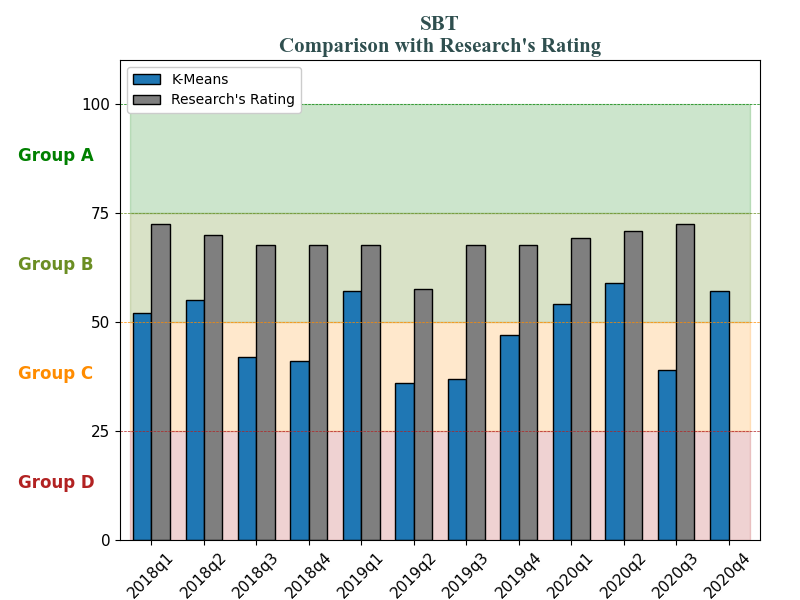 SBT
Comparison with Research's Rating
K-Means
Research's Rating
100
Group A
75
Group B
50
Group C
25
Group D
0
2018q1
2018q2
2018q3
2018q4
2019q1
2019q2
2019q3
2019q4
2020q1
2020q2
2020q3
2020q4